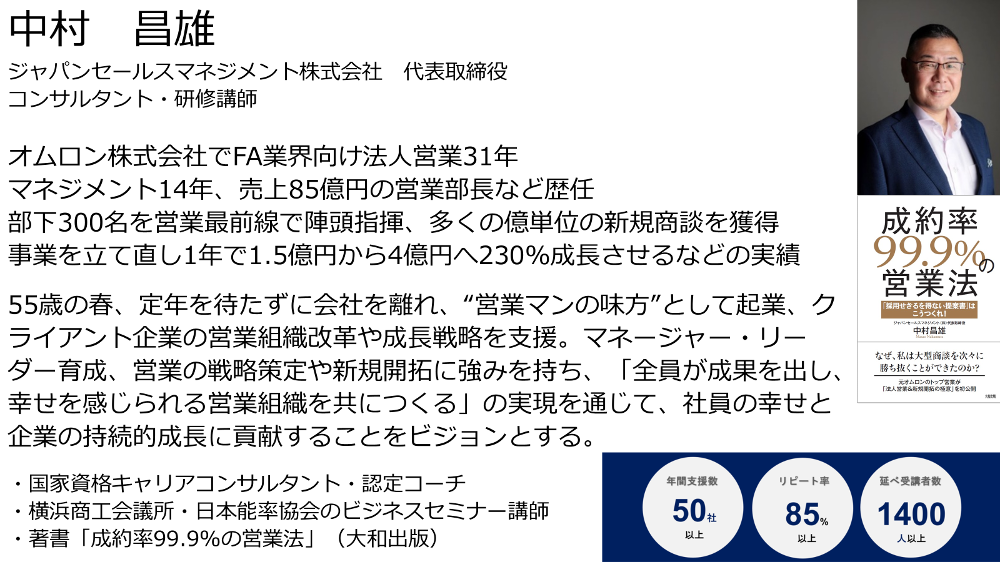 中村　昌雄
ジャパンセールスマネジメント株式会社　代表取締役
コンサルタント・研修講師
オムロン株式会社でFA業界向け法人営業31年
マネジメント14年、売上85億円の営業部長など歴任
部下300名を営業最前線で陣頭指揮、多くの億単位の新規商談を獲得
事業を立て直し1年で1.5億円から4億円へ230%成長させるなどの実績
55歳の春、定年を待たずに会社を離れ、“営業マンの味方”として起業、ク
ライアント企業の営業組織改革や成長戦略を支援。マネージャー・リー
ダー育成、営業の戦略策定や新規開拓に強みを持ち、「全員が成果を出し、
幸せを感じられる営業組織を共につくる」の実現を通じて、社員の幸せと
企業の持続的成長に貢献することをビジョンとする。
・国家資格キャリアコンサルタント・認定コーチ
・横浜商工会議所・日本能率協会のビジネスセミナー講師
・著書「成約率99.9%の営業法」（大和出版）
成約率
99.9%の
営業法
「採用せざるを得ない提案書」は
こうつくれ!
ジャパンセールスマネジメント(株)代表取締役
中村昌雄
Masao Nakamura
なぜ、私は大型商談を次々に
勝ち抜くことができたのか?
元オムロンのトップ営業が
「法人営業&新規開拓の極意」を初公開
大和出版
年間支援数
50社
以上
リピート率
85%
以上
延べ受講者数
1400
人以上